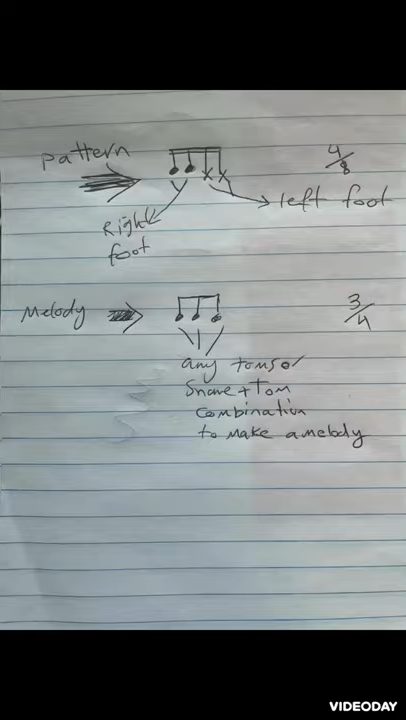 Pattern
4/8
left foot
Right
foot
Melody
3/4
any toms or
Snare + Tom
combination
to make a melody
VIDEODAY